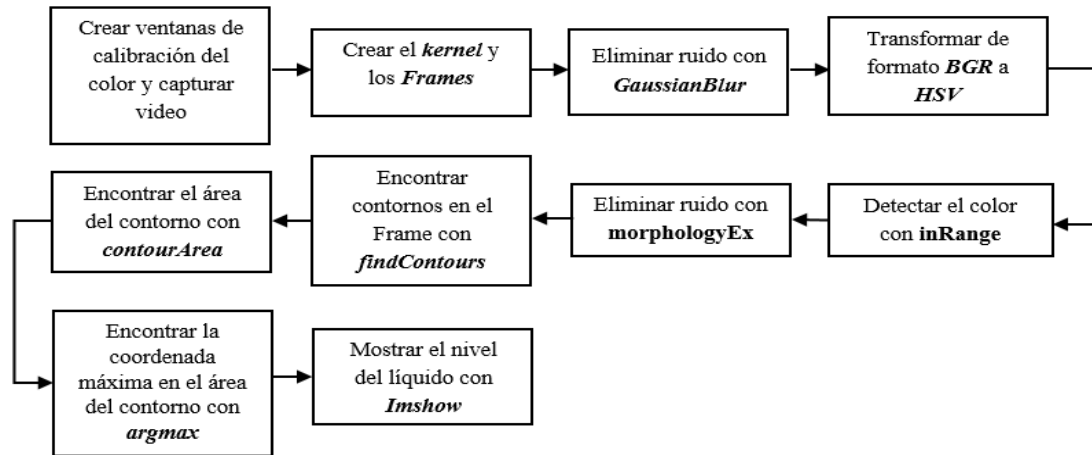 Crear ventanas de
calibración del
color y capturar
video
Crear el kernel y
los Frames
Eliminar ruido con
GaussianBlur
Transformar de
formato BGR a
HSV
Detectar el color
con inRange
Eliminar ruido con
morphologyEx
Encontrar
contornos en el
Frame con
findContours
Encontrar el área
del contorno con
contourArea
Encontrar la
coordenada
máxima en el área
del contorno con
argmax
Mostrar el nivel
del líquido con
Imshow